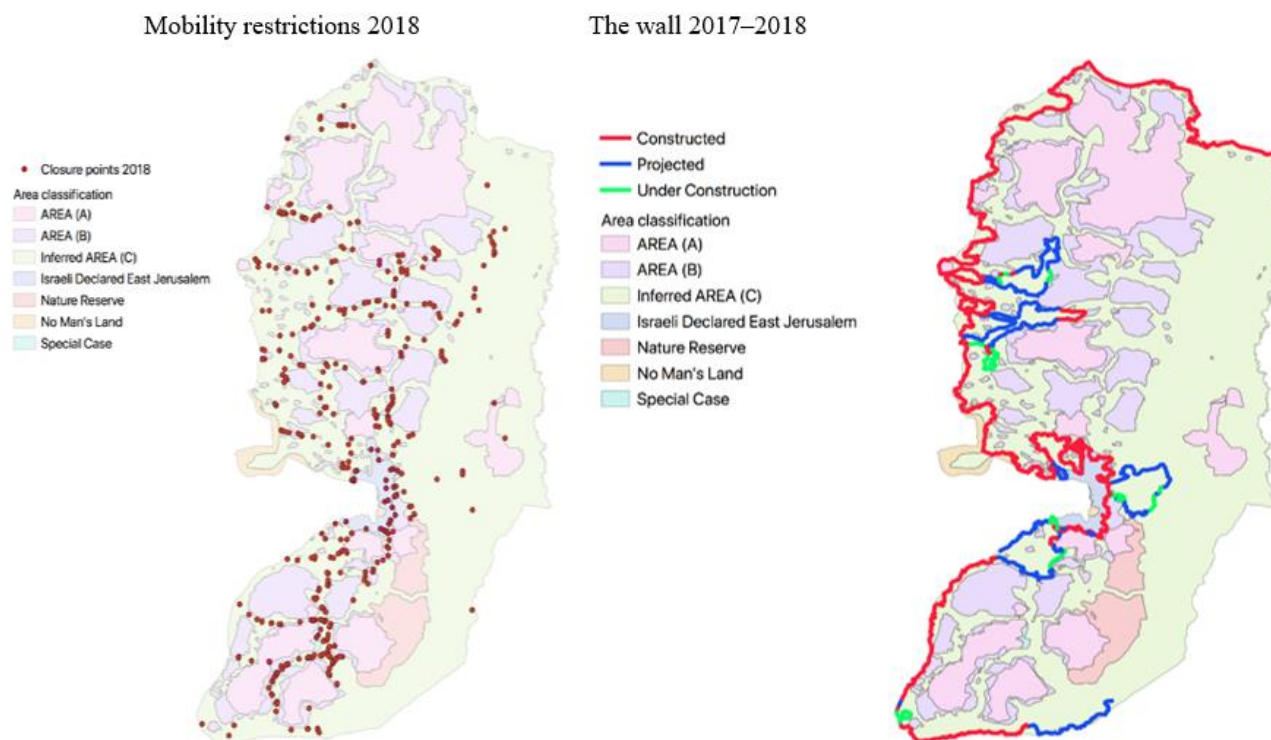 Mobility restrictions 2018
The wall 2017–2018
Closure points 2018
Area classification
AREA (A)
AREA (B)
Inferred AREA (C)
Israeli Declared East Jerusalem
Nature Reserve
No Man's Land
Special Case
Constructed
Projected
Under Construction
Area classification
AREA (A)
AREA (B)
Inferred AREA (C)
Israeli Declared East Jerusalem
Nature Reserve
No Man's Land
Special Case